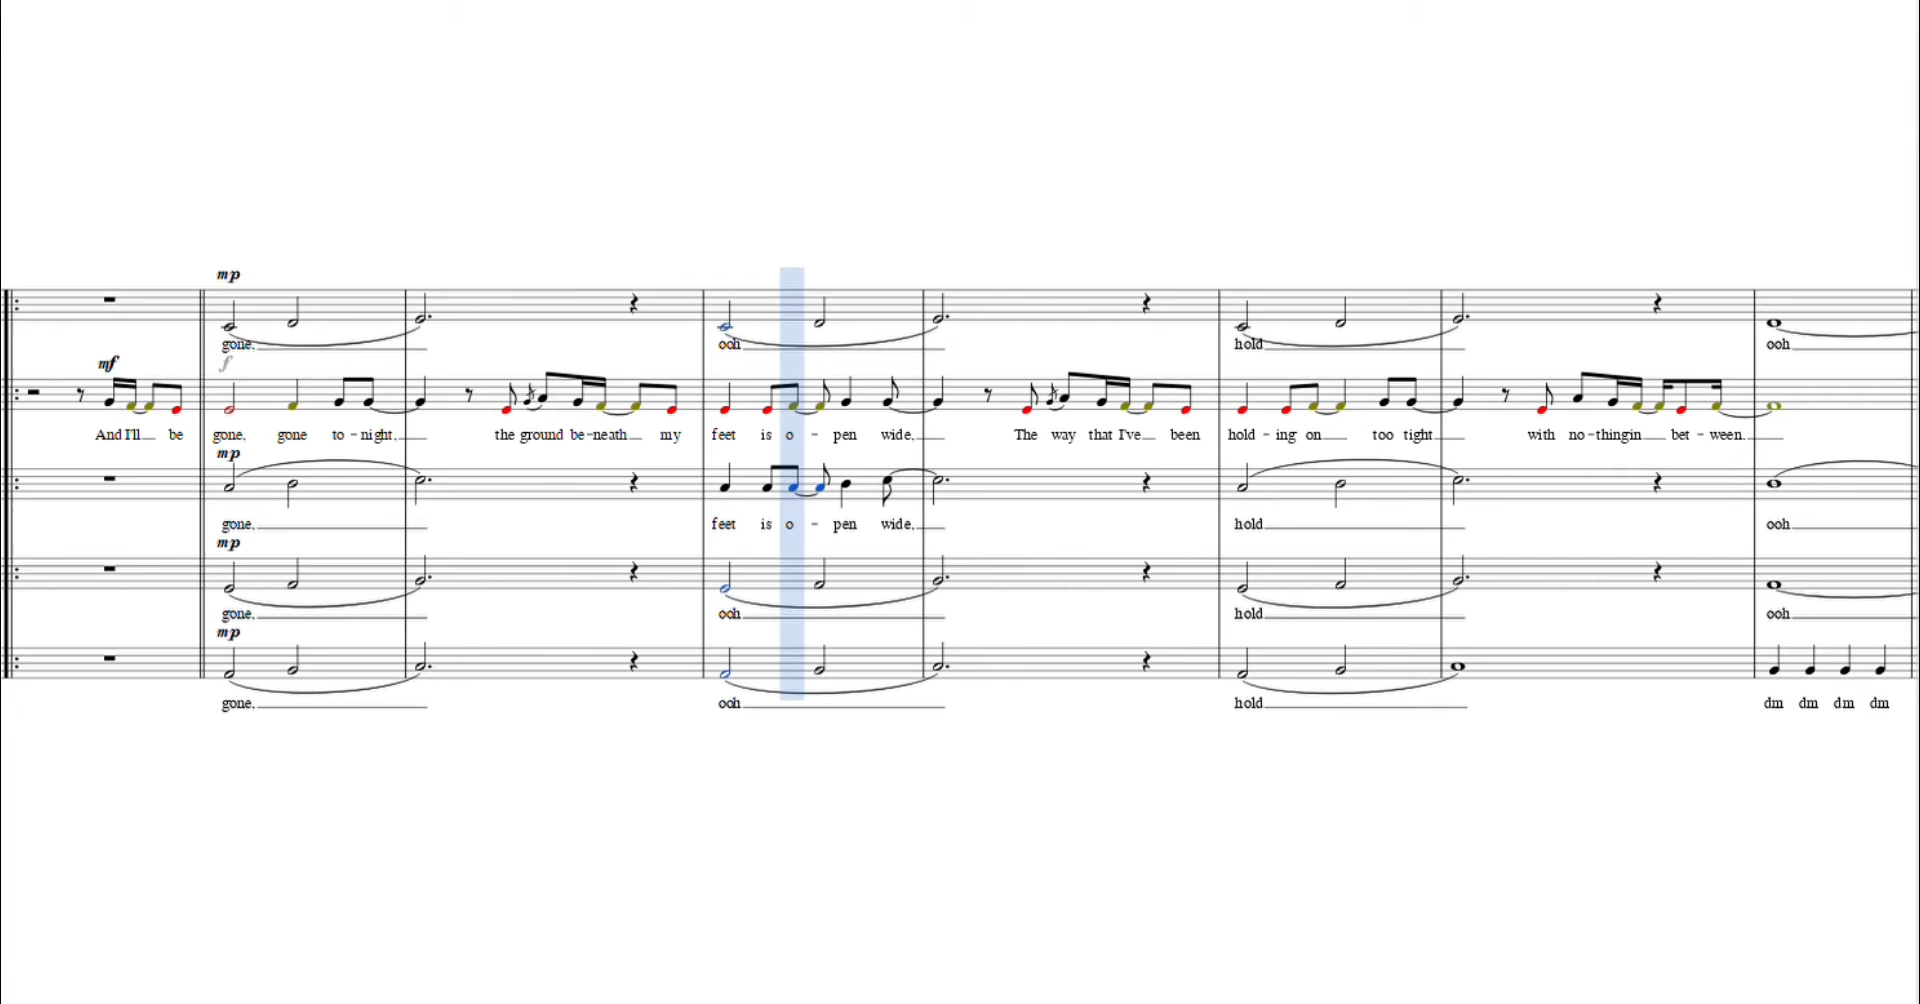 mp
gone. ooh hold ooh
mf f
And I'll be gone. gone to - night. the ground be - neath my feet is o - pen wide. The way that I've been hold - ing on too tight with no - thing in bet - ween.
mp
gone. feet is o - pen wide. hold ooh
mp
gone. ooh hold ooh
mp
gone. ooh hold dm dm dm dm